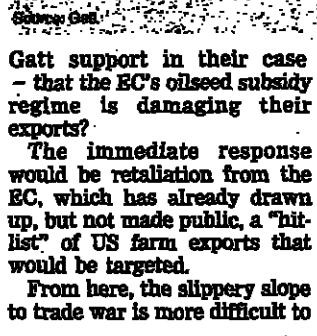 Source: Gatt
Gatt support in their case
– that the EC's oilseed subsidy
regime is damaging their
exports?
The immediate response
would be retaliation from the
EC, which has already drawn
up, but not made public, a "hit-
list" of US farm exports that
would be targeted.
From here, the slippery slope
to trade war is more difficult to